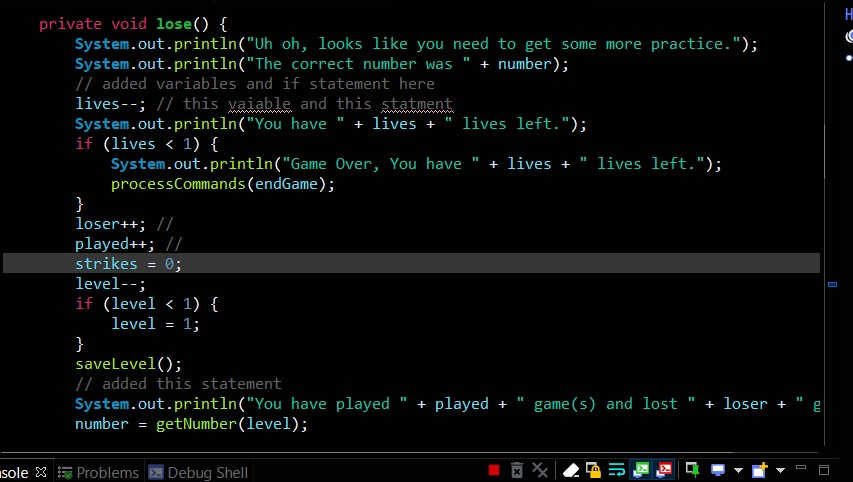 private void lose() {
System.out.println("Uh oh, looks like you need to get some more practice.");
System.out.println("The correct number was " + number);
// added variables and if statement here
lives--; // this vaiable and this statment
System.out.println("You have " + lives + " lives left.");
if (lives < 1) {
System.out.println("Game Over, You have " + lives + " lives left.");
processCommands(endGame);
}
loser++; //
played++; //
strikes = 0;
level--;
if (level < 1) {
level = 1;
}
saveLevel();
// added this statement
System.out.println("You have played " + played + " game(s) and lost " + loser + " g
number = getNumber(level);
sole Problems Debug Shell